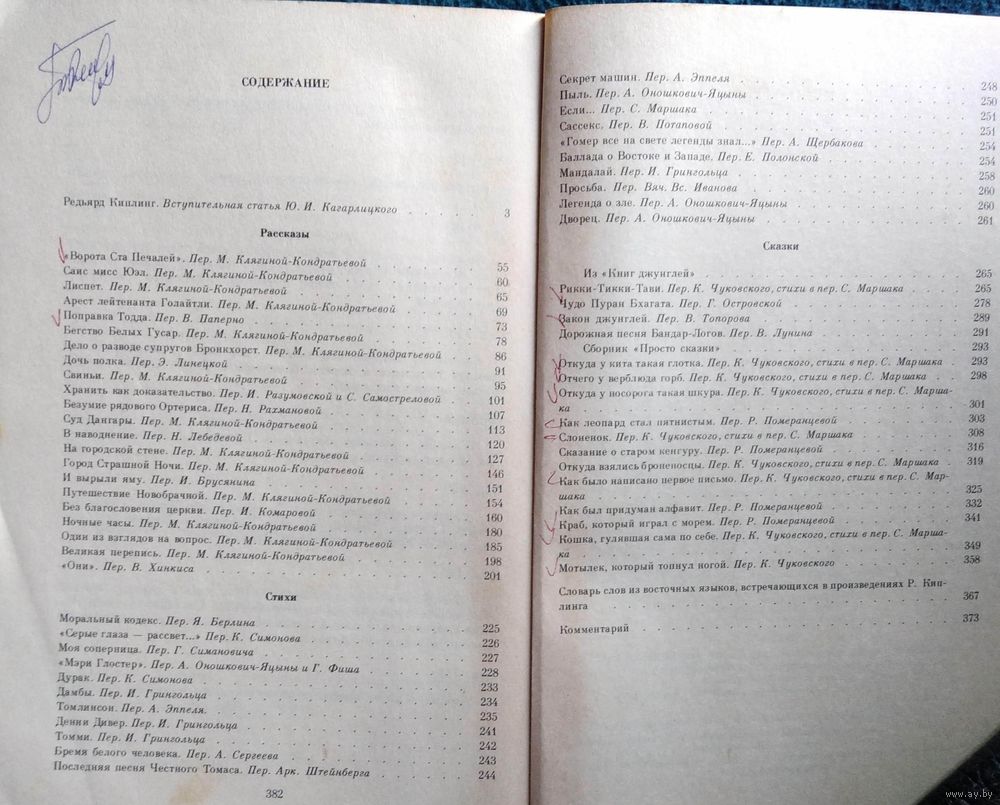 СОДЕРЖАНИЕ
Редьярд Киплинг. Вступительная статья Ю. И. Кагарлицкого 3
Рассказы
«Ворота Ста Печалей». Пер. М. Клягиной-Кондратьевой 55
Саис мисс Юэл. Пер. М. Клягиной-Кондратьевой 60
Лиспет. Пер. М. Клягиной-Кондратьевой 65
Арест лейтенанта Голайтли. Пер. М. Клягиной-Кондратьевой 69
Поправка Тодда. Пер. В. Паперно 73
Бегство Белых Гусар. Пер. М. Клягиной-Кондратьевой 78
Дело о разводе супругов Бронкхорст. Пер. М. Клягиной-Кондратьевой 86
Дочь полка. Пер. Э. Линецкой 91
Свиньи. Пер. М. Клягиной-Кондратьевой 95
Хранить как доказательство. Пер. И. Разумовской и С. Самостреловой 101
Безумие рядового Ортериса. Пер. Н. Рахмановой 107
Суд Дангары. Пер. М. Клягиной-Кондратьевой 113
В наводнение. Пер. Н. Лебедевой 120
На городской стене. Пер. М. Клягиной-Кондратьевой 127
Город Страшной Ночи. Пер. М. Клягиной-Кондратьевой 146
И вырыли яму. Пер. И. Брусянина 151
Путешествие Новобрачной. Пер. М. Клягиной-Кондратьевой 154
Без благословения церкви. Пер. И. Комаровой 160
Ночные часы. Пер. М. Клягиной-Кондратьевой 180
Один из взглядов на вопрос. Пер. М. Клягиной-Кондратьевой 185
Великая перепись. Пер. М. Клягиной-Кондратьевой 198
«Они». Пер. В. Хинкиса 201
Стихи
Моральный кодекс. Пер. Я. Берлина 225
«Серые глаза — рассвет...» Пер. К. Симонова 226
Моя соперница. Пер. Г. Симановича 227
«Мэри Глостер». Пер. А. Оношкович-Яцыны и Г. Фиша 228
Дурак. Пер. К. Симонова 233
Дамбы. Пер. И. Грингольца 234
Томлинсон. Пер. А. Эппеля. 235
Денни Дивер. Пер. И. Грингольца 241
Томми. Пер. И. Грингольца 242
Бремя белого человека. Пер. А. Сергеева 243
Последняя песня Честного Томаса. Пер. Арк. Штейнберга 244
382
Секрет машин. Пер. А. Эппеля 248
Пыль. Пер. А. Оношкович-Яцыны 250
Если... Пер. С. Маршака 251
Сассекс. Пер. В. Потаповой 251
«Гомер все на свете легенды знал...» Пер. А. Щербакова 254
Баллада о Востоке и Западе. Пер. Е. Полонской 254
Мандалай. Пер. И. Грингольца 258
Просьба. Пер. Вяч. Вс. Иванова 260
Легенда о зле. Пер. А. Оношкович-Яцыны 260
Дворец. Пер. А. Оношкович-Яцыны 261
Сказки
Из «Книг джунглей» 265
Рикки-Тикки-Тави. Пер. К. Чуковского, стихи в пер. С. Маршака 265
Чудо Пуран Бхагата. Пер. Г. Островской 278
Закон джунглей. Пер. В. Топорова 289
Дорожная песня Бандар-Логов. Пер. В. Лунина 291
Сборник «Просто сказки» 293
Откуда у кита такая глотка. Пер. К. Чуковского, стихи в пер. С. Маршака 293
Отчего у верблюда горб. Пер. К. Чуковского, стихи в пер. С. Маршака 298
Откуда у носорога такая шкура. Пер. К. Чуковского, стихи в пер. С. Марша-
ка 301
Как леопард стал пятнистым. Пер. Р. Померанцевой 303
Слоненок. Пер. К. Чуковского, стихи в пер. С. Маршака 308
Сказание о старом кенгуру. Пер. Р. Померанцевой 316
Откуда взялись броненосцы. Пер. К. Чуковского, стихи в пер. С. Маршака 319
Как было написано первое письмо. Пер. К. Чуковского, стихи в пер. С. Мар-
шака 325
Как был придуман алфавит. Пер. Р. Померанцевой 332
Краб, который играл с морем. Пер. Р. Померанцевой 341
Кошка, гулявшая сама по себе. Пер. К. Чуковского, стихи в пер. С. Марша-
ка 349
Мотылек, который топнул ногой. Пер. К. Чуковского 358
Словарь слов из восточных языков, встречающихся в произведениях Р. Кип-
линга 367
Комментарий 373
www.ay.by